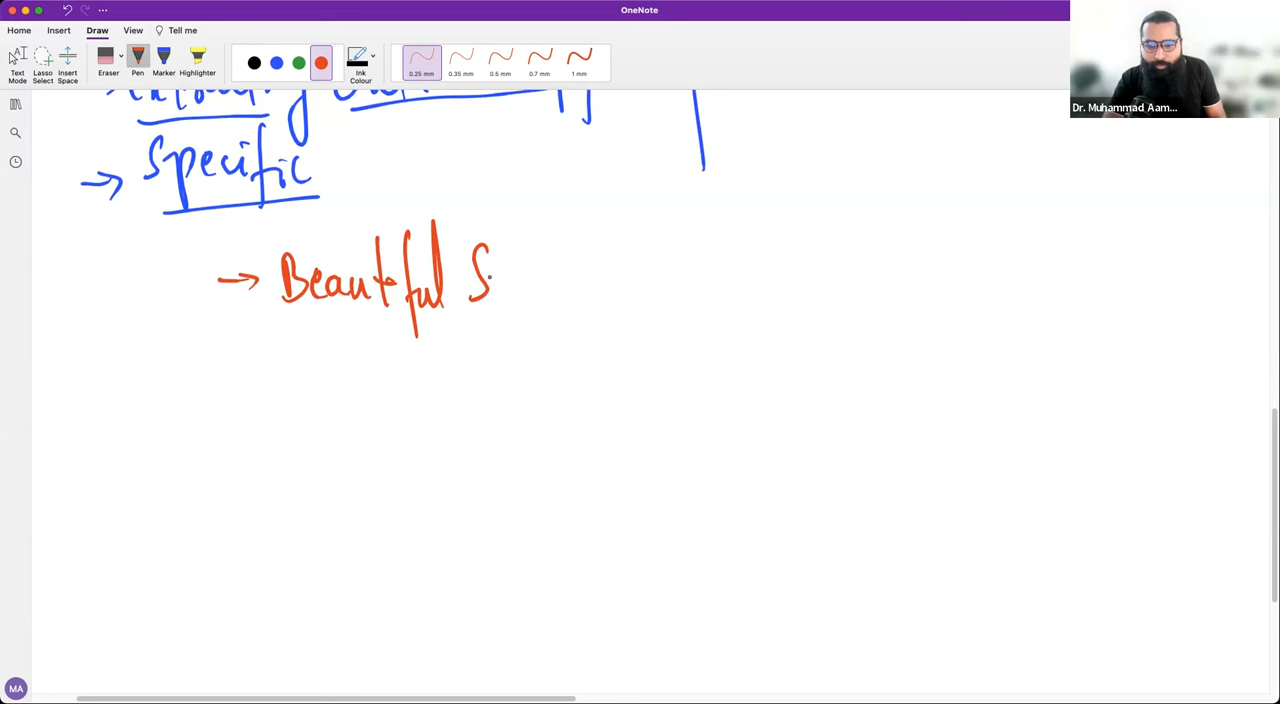 OneNote
Home Insert Draw View Tell me
Text Mode
Lasso Select
Insert Space
Eraser
Pen
Marker
Highlighter
Ink Colour
0.25 mm
0.35 mm
0.5 mm
0.7 mm
1 mm
Dr. Muhammad Aam...
→ Specific
→ Beautiful S
MA